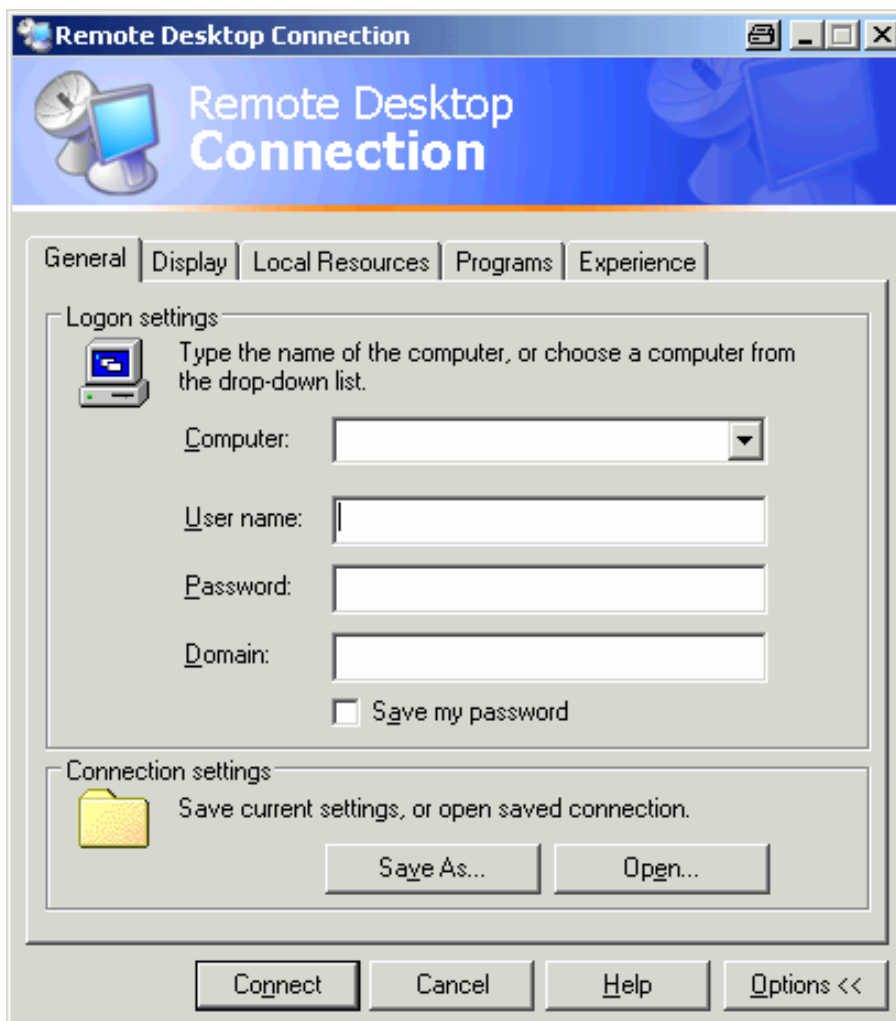 Remote Desktop Connection
Remote Desktop
Connection
General Display Local Resources Programs Experience
Logon settings
Type the name of the computer, or choose a computer from
the drop-down list.
Computer:
User name:
Password:
Domain:
Save my password
Connection settings
Save current settings, or open saved connection.
Save As... Open...
Connect Cancel Help Options <<